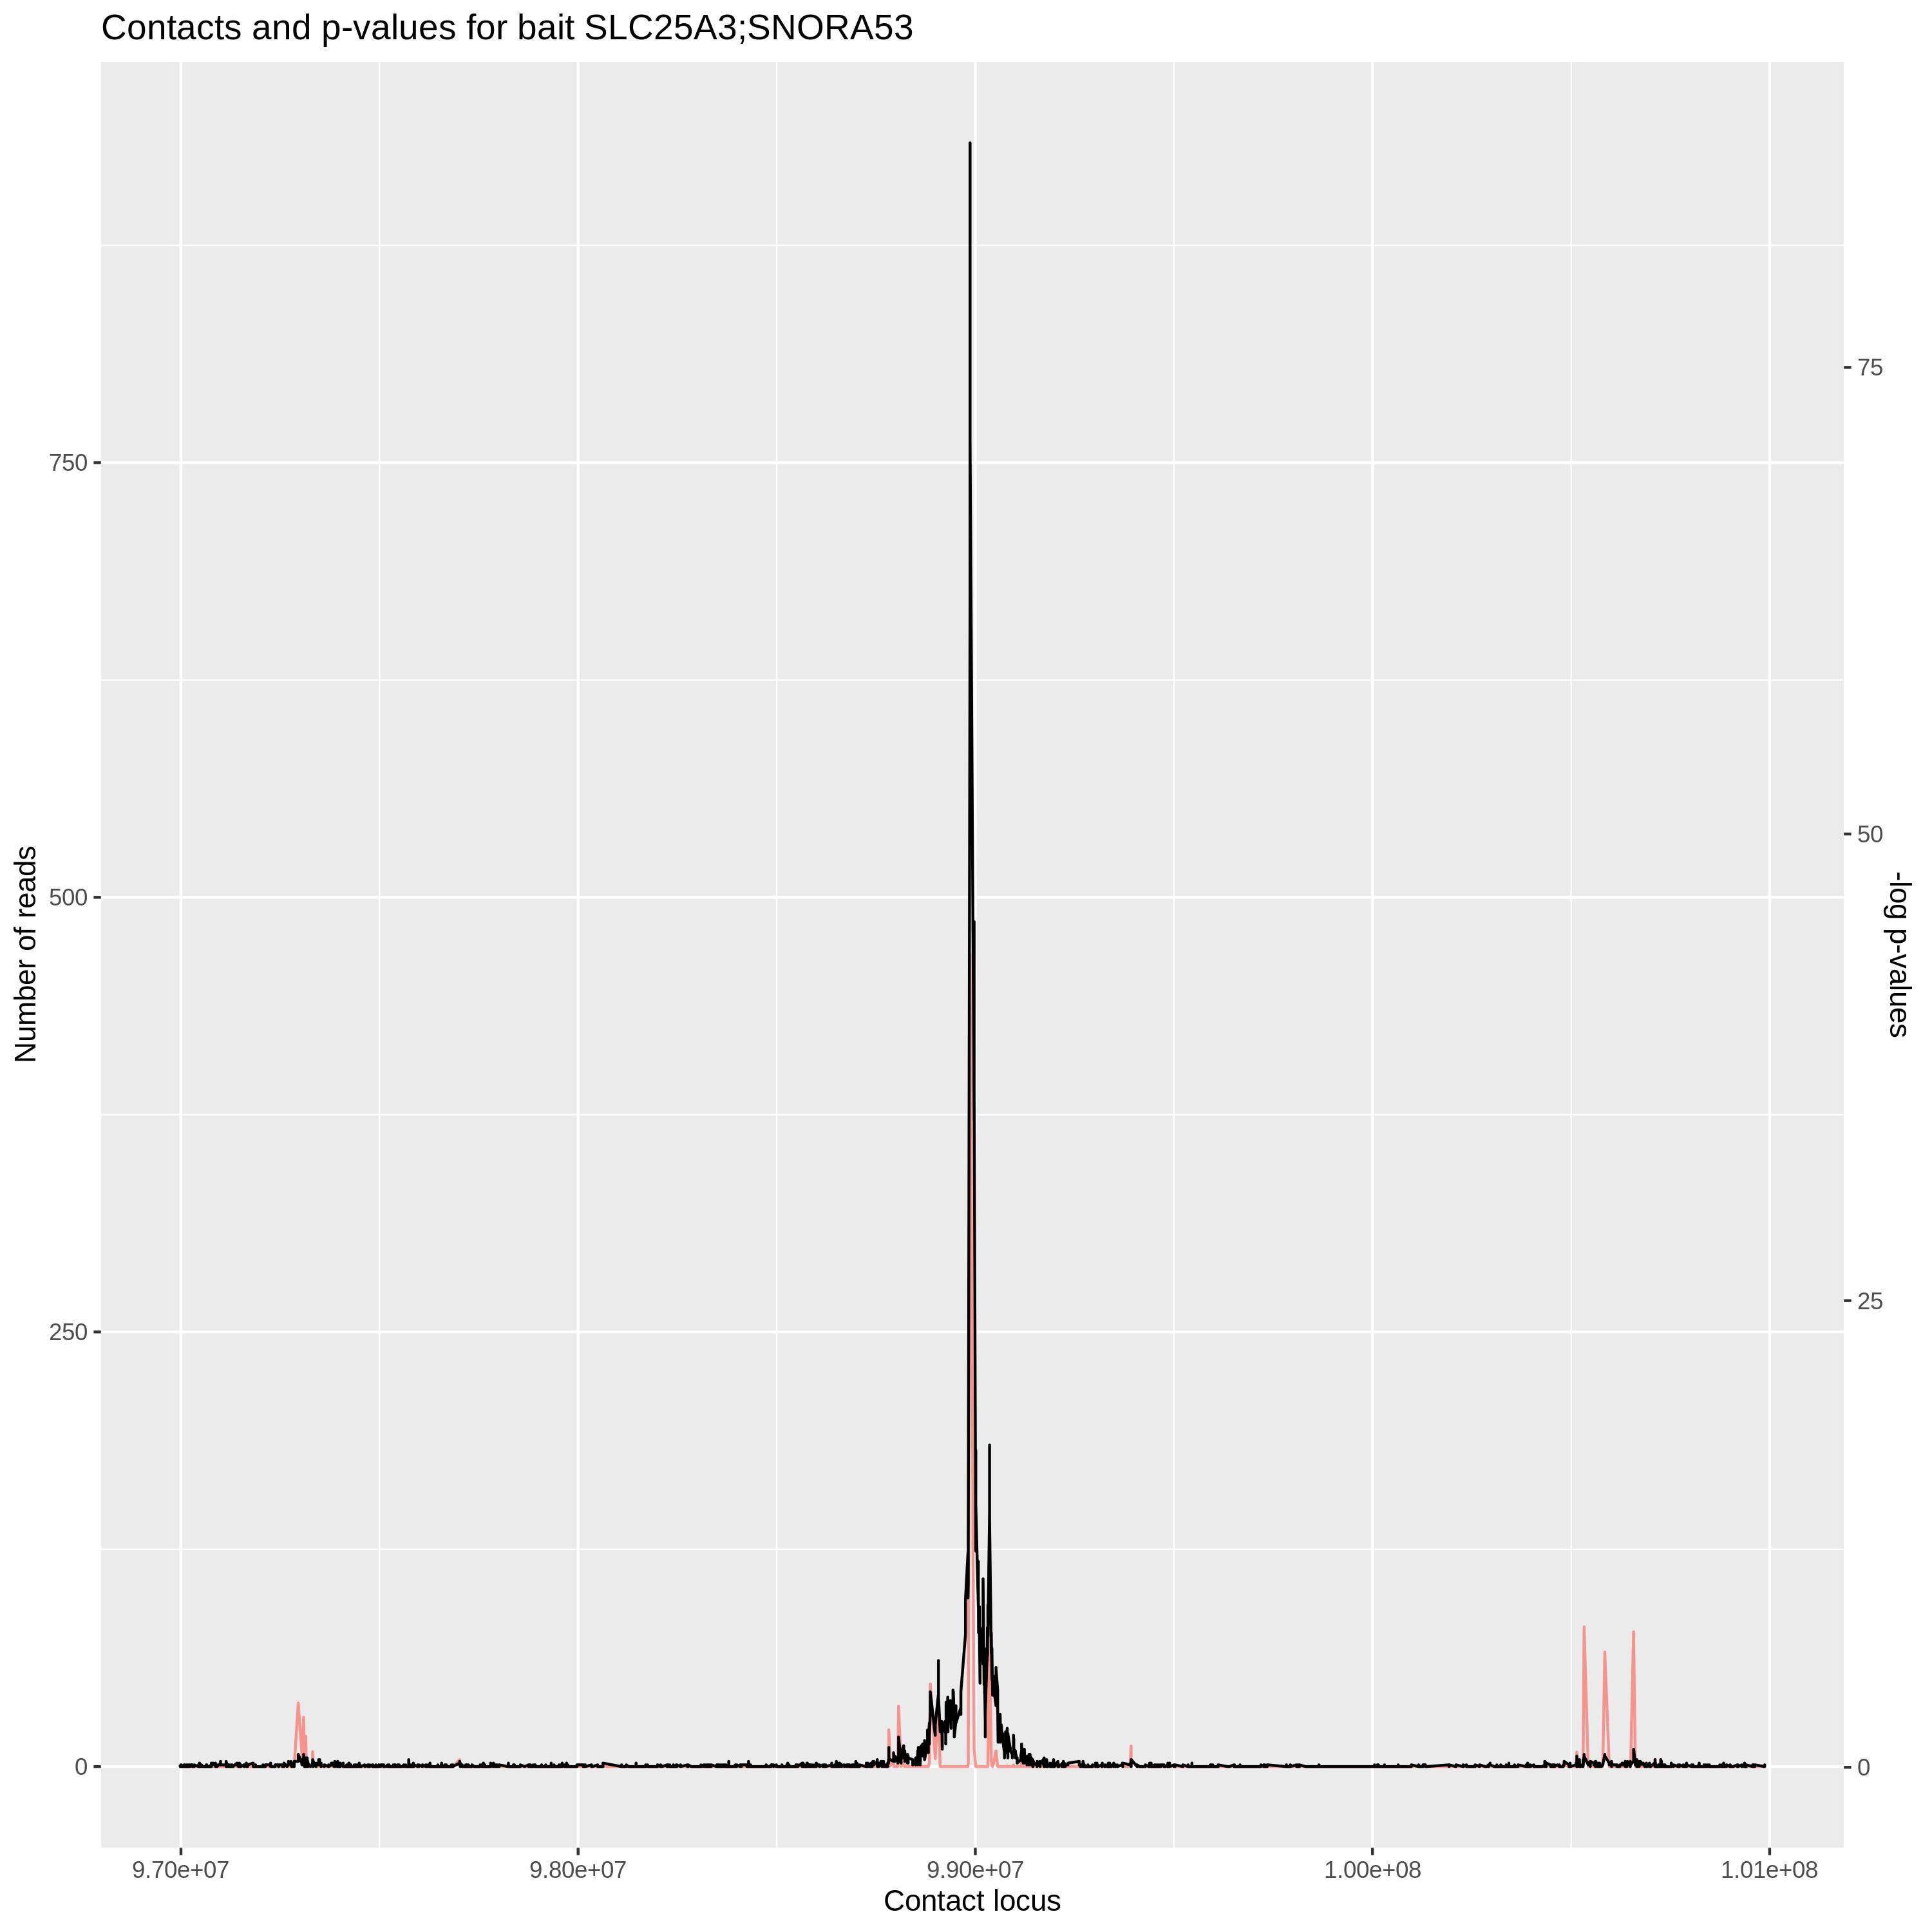 Contacts and p-values for bait SLC25A3;SNORA53
Number of reads
750
500
250
0
75
50
25
0
-log p-values
9.70e+07
9.80e+07
9.90e+07
1.00e+08
1.01e+08
Contact locus